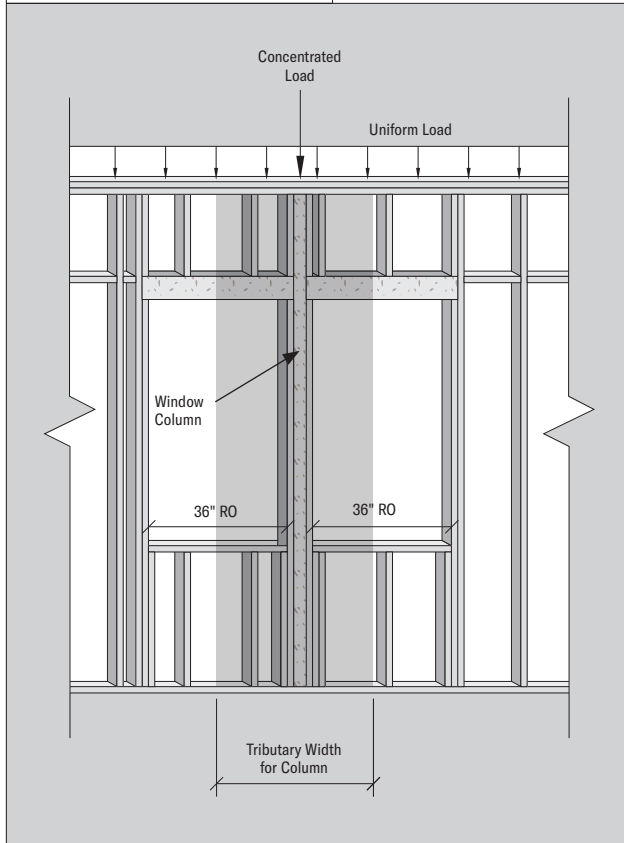 Concentrated
Load
Uniform Load
Window
Column
36" RO
36" RO
Tributary Width
for Column